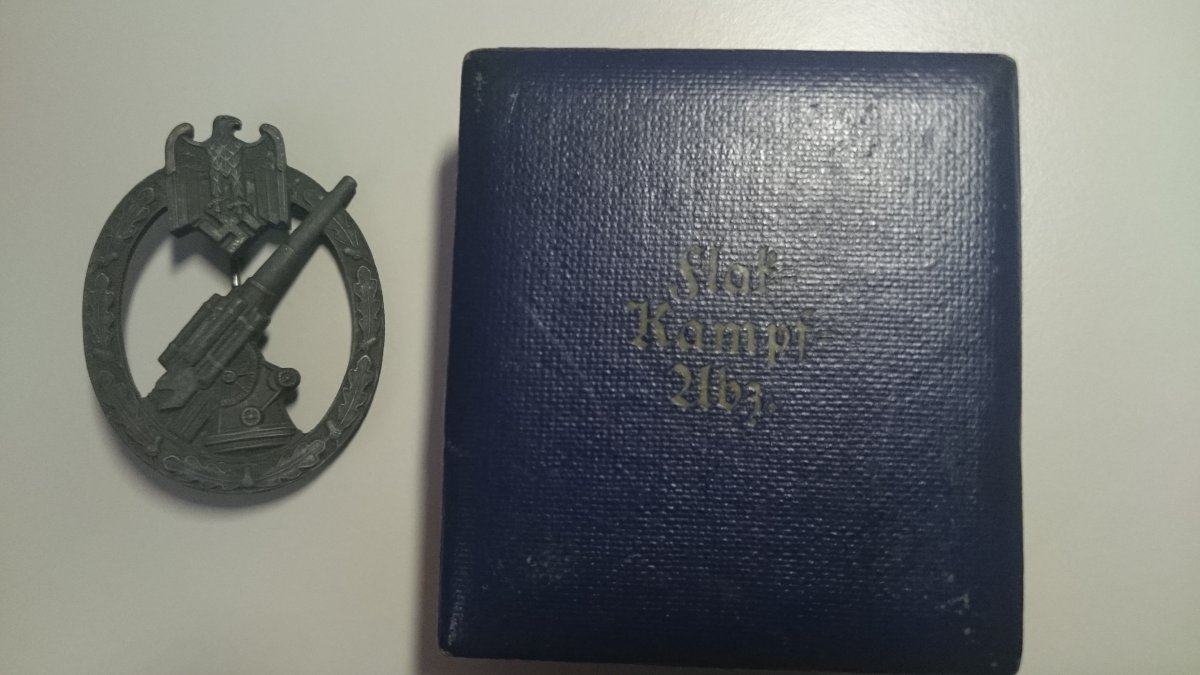 Flak-
Kampf-
Abz.